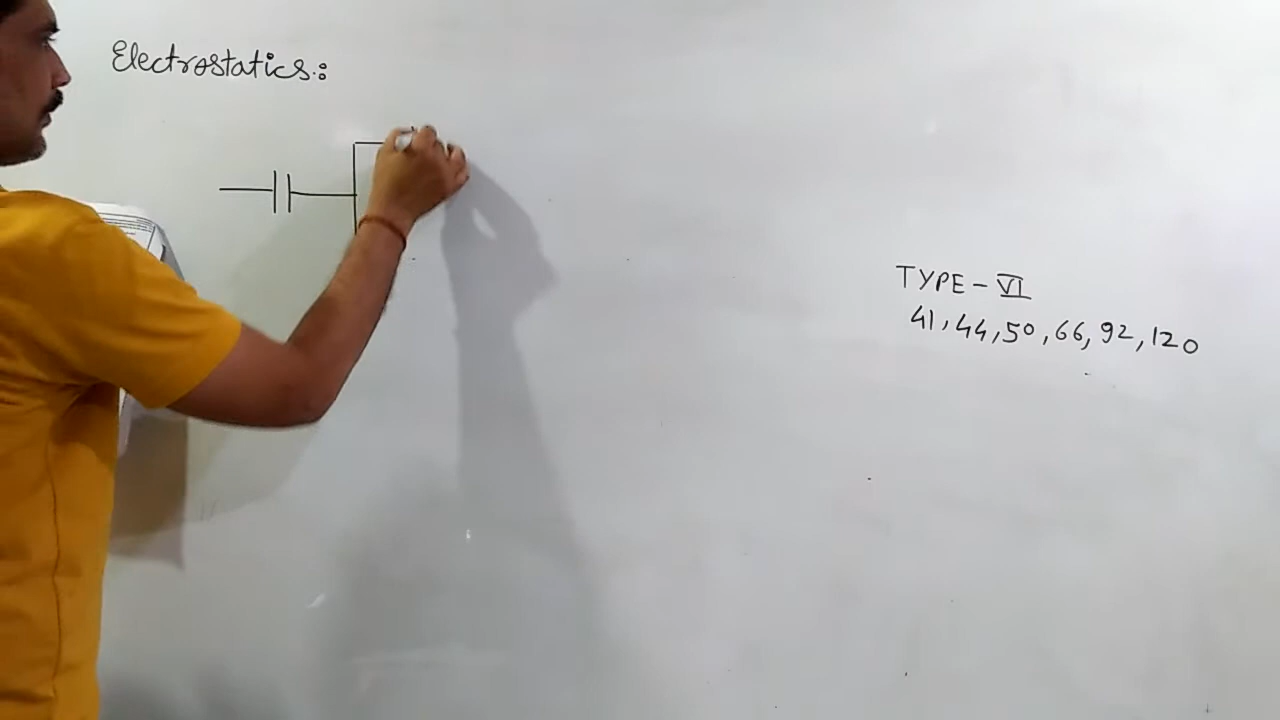 Electrostatics:
TYPE - VI
41, 44, 50, 66, 92, 120